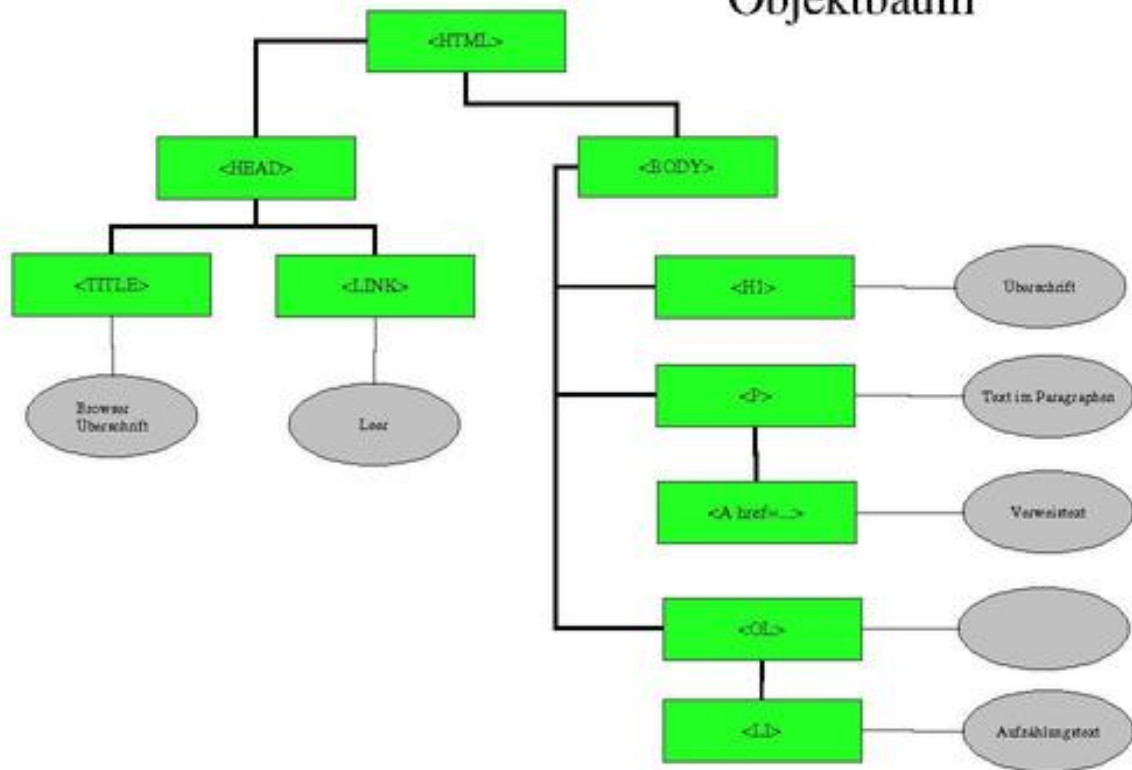 Objektbaum
<HTML>
<HEAD>
<BODY>
<TITLE>
<LINK>
<H1>
Überschrift
Browser
Überschrift
Leer
<P>
Text im Paragraphen
<A href=...>
Verweistext
<OL>
<LI>
Aufzählungstext